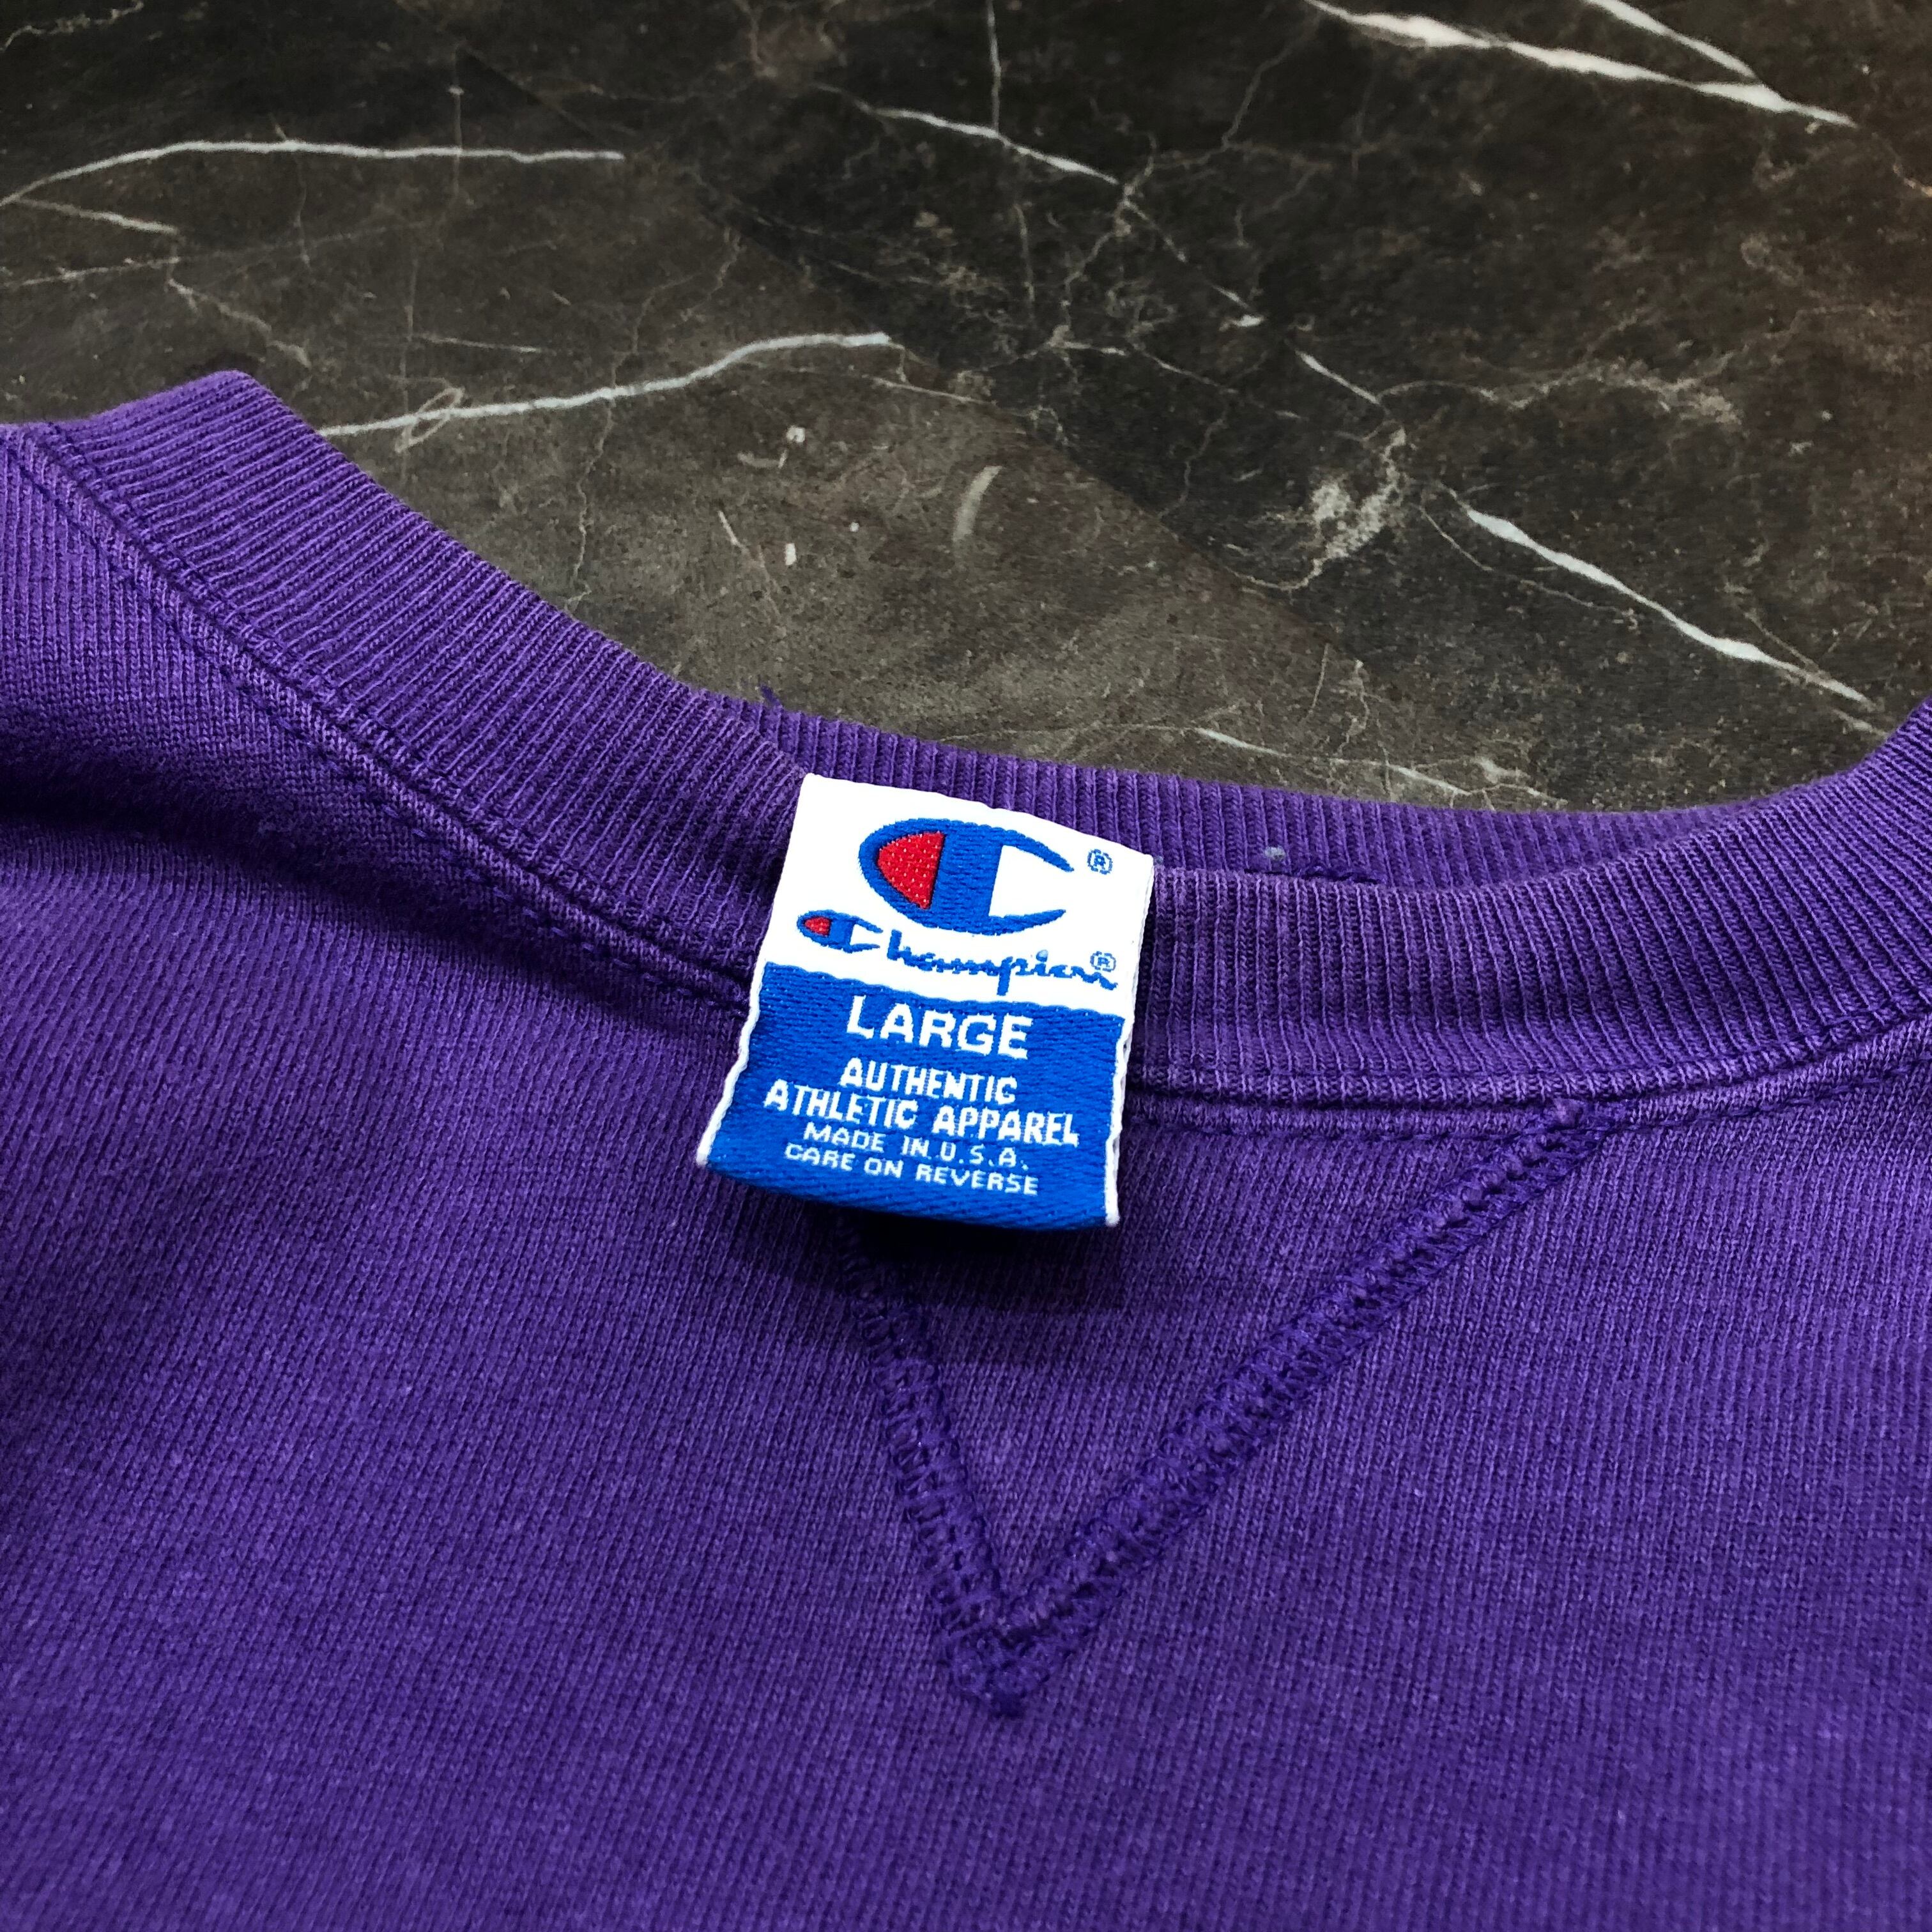 ®
Champion®
LARGE
AUTHENTIC
ATHLETIC APPAREL
MADE IN U.S.A.
CARE ON REVERSE